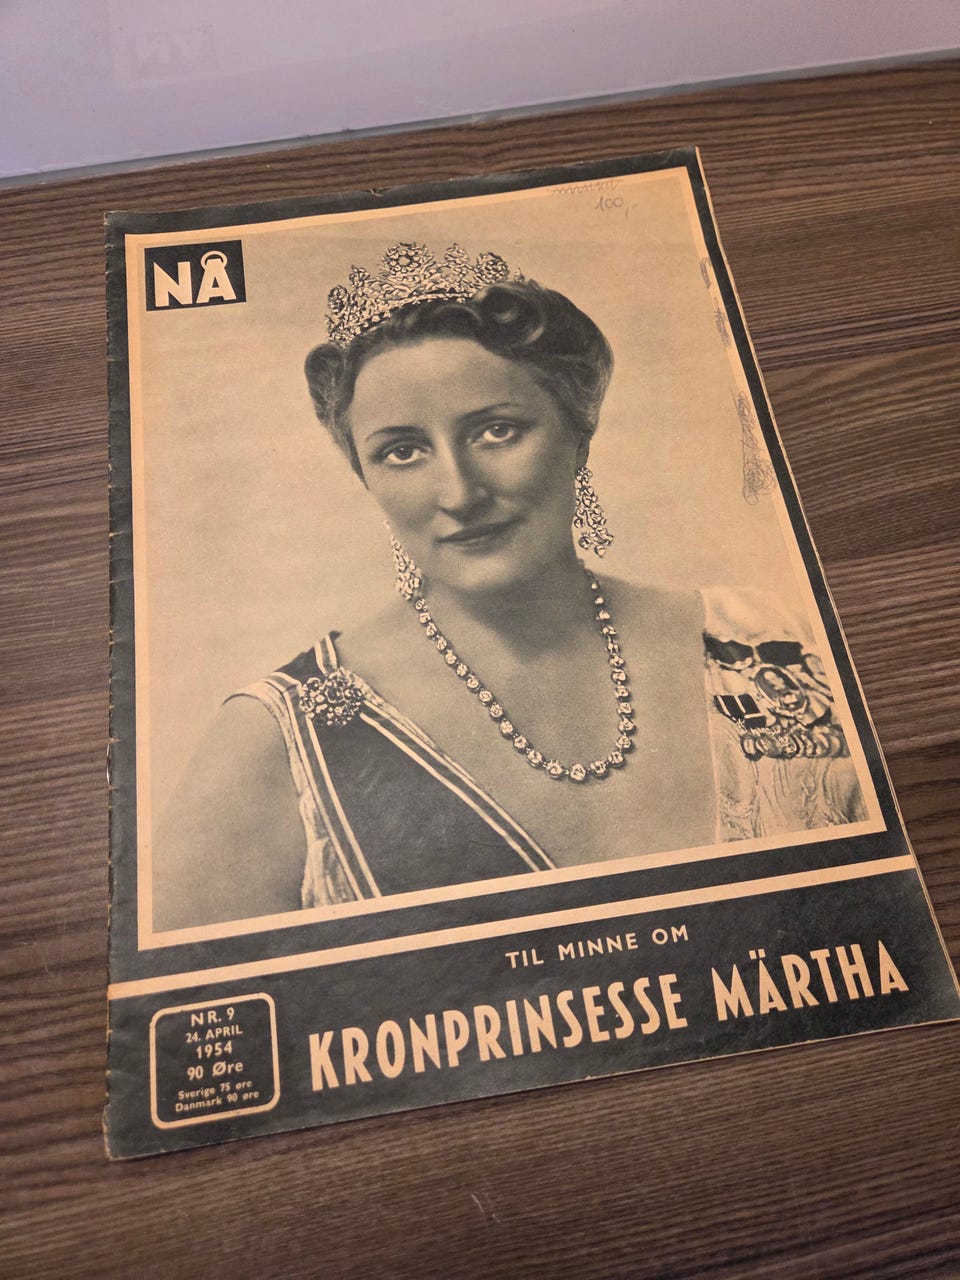 NÅ
100,-
TIL MINNE OM
KRONPRINSESSE MÄRTHA
NR. 9
24. APRIL
1954
90 Øre
Sverige 75 øre
Danmark 90 øre